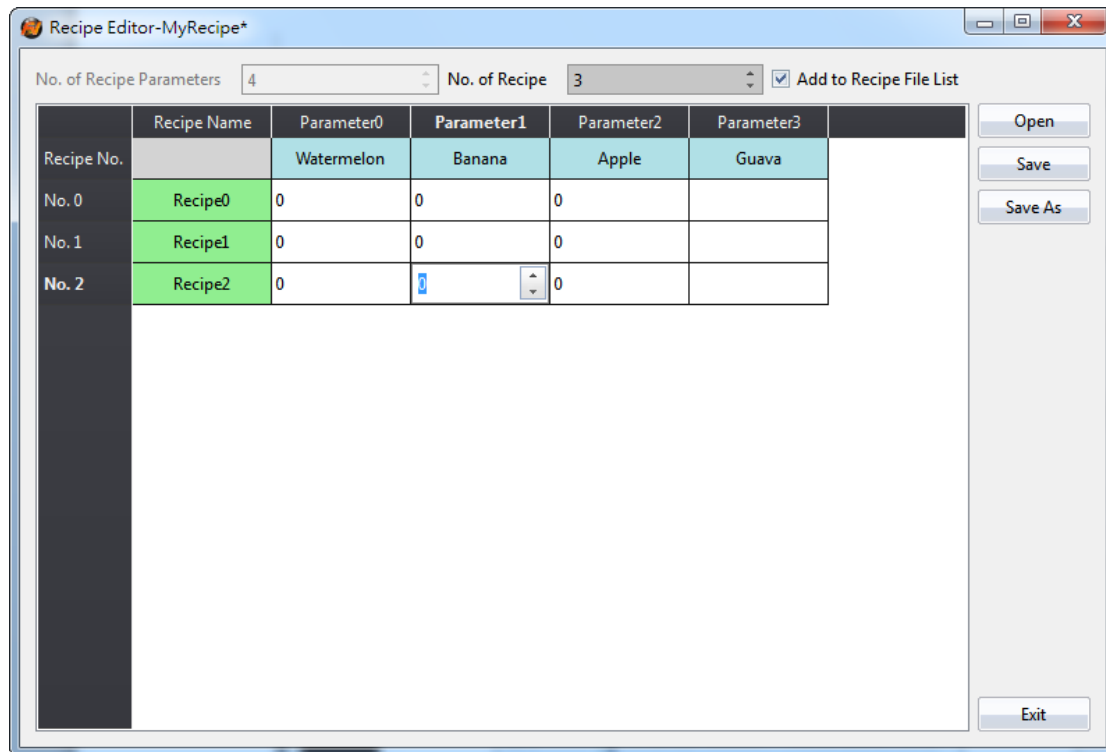 Recipe Editor-MyRecipe*
No. of Recipe Parameters 4 No. of Recipe 3 Add to Recipe File List
Recipe Name Parameter0 Parameter1 Parameter2 Parameter3 Open
Recipe No. Watermelon Banana Apple Guava Save
No. 0 Recipe0 0 0 0 Save As
No. 1 Recipe1 0 0 0
No. 2 Recipe2 0 0 0
Exit